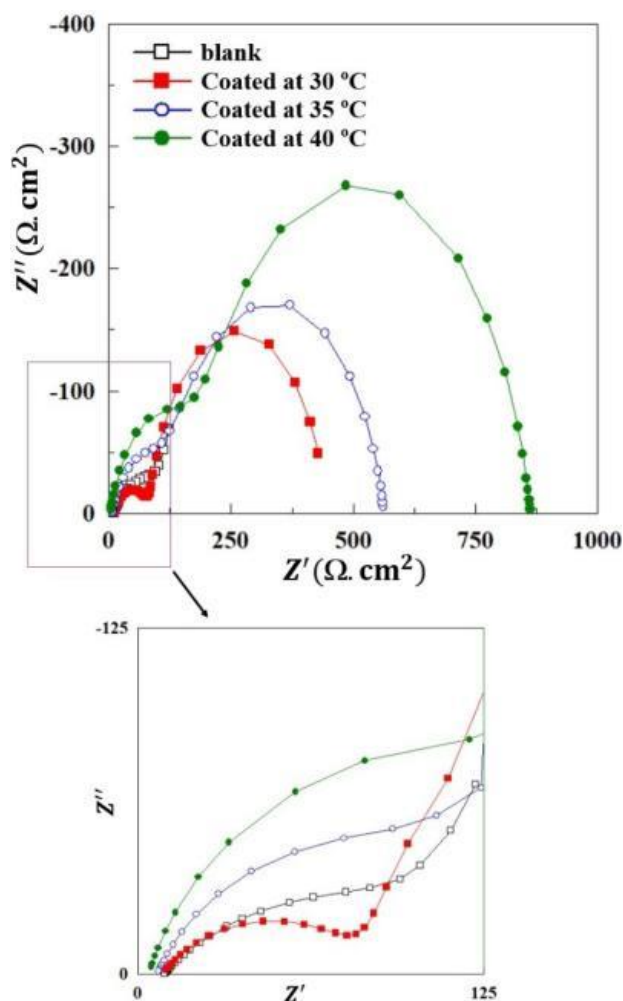 -400
blank
Coated at 30 ºC
Coated at 35 ºC
Coated at 40 ºC
-300
-200
-100
0
Z'' (Ω. cm²)
0 250 500 750 1000
Z' (Ω. cm²)
-125
Z''
0
0 Z' 125